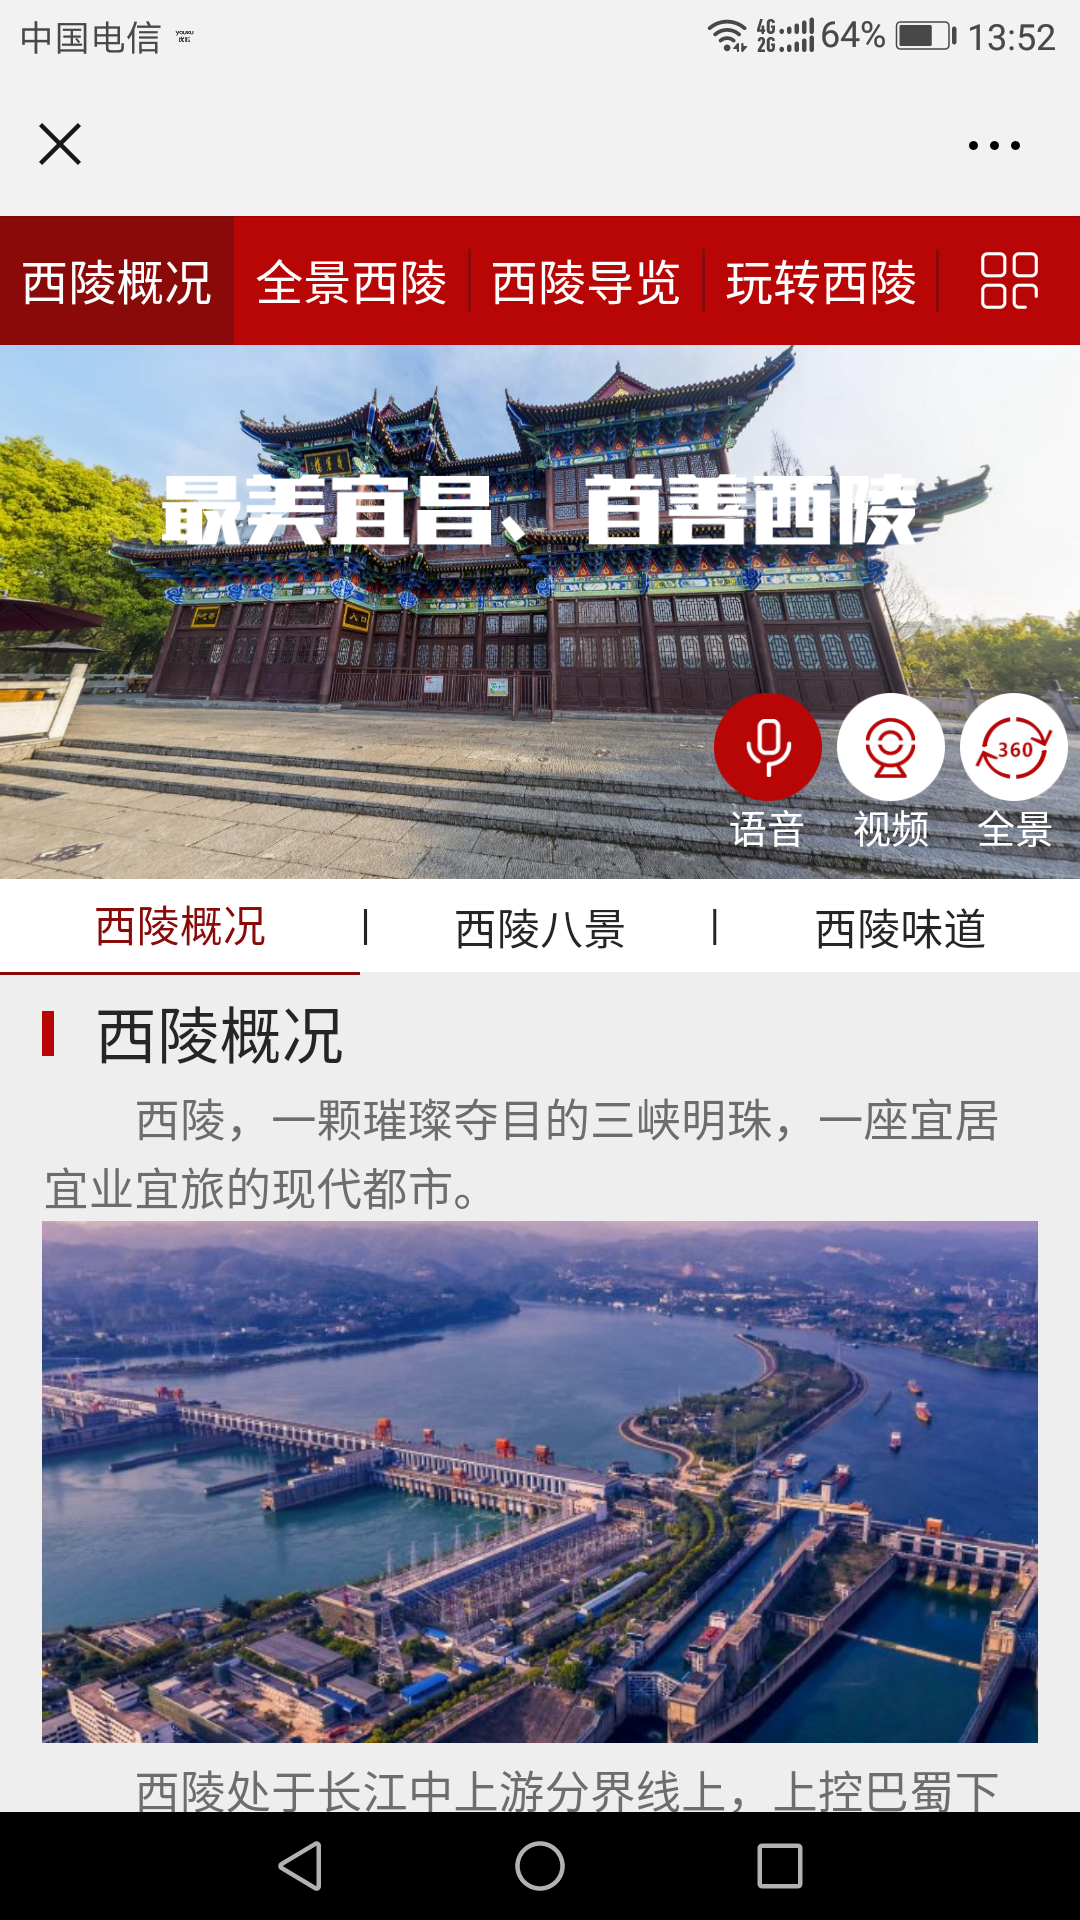 中国电信 YOUKU 64% 13:52
4G
2G
西陵概况 全景西陵 西陵导览 玩转西陵
最美宜昌、首善西陵
入口
360
语音 视频 全景
西陵概况 | 西陵八景 | 西陵味道
西陵概况
西陵，一颗璀璨夺目的三峡明珠，一座宜居
宜业宜旅的现代都市。
西陵处于长江中上游分界线上，上控巴蜀下